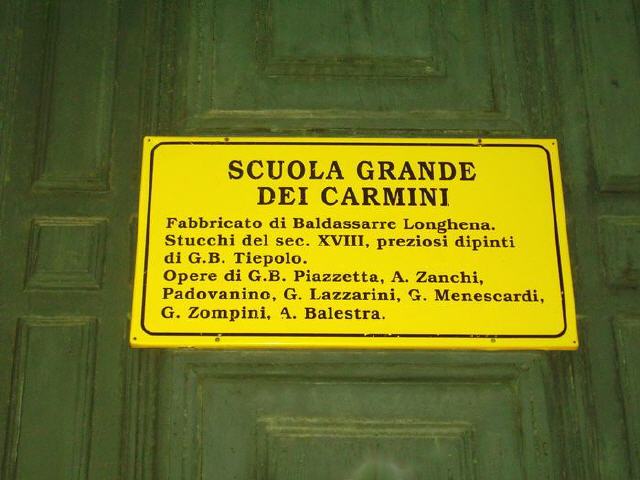 SCUOLA GRANDE
DEI CARMINI
Fabbricato di Baldassarre Longhena.
Stucchi del sec. XVIII, preziosi dipinti
di G.B. Tiepolo.
Opere di G.B. Piazzetta, A. Zanchi,
Padovanino, G. Lazzarini, G. Menescardi,
G. Zompini, A. Balestra.